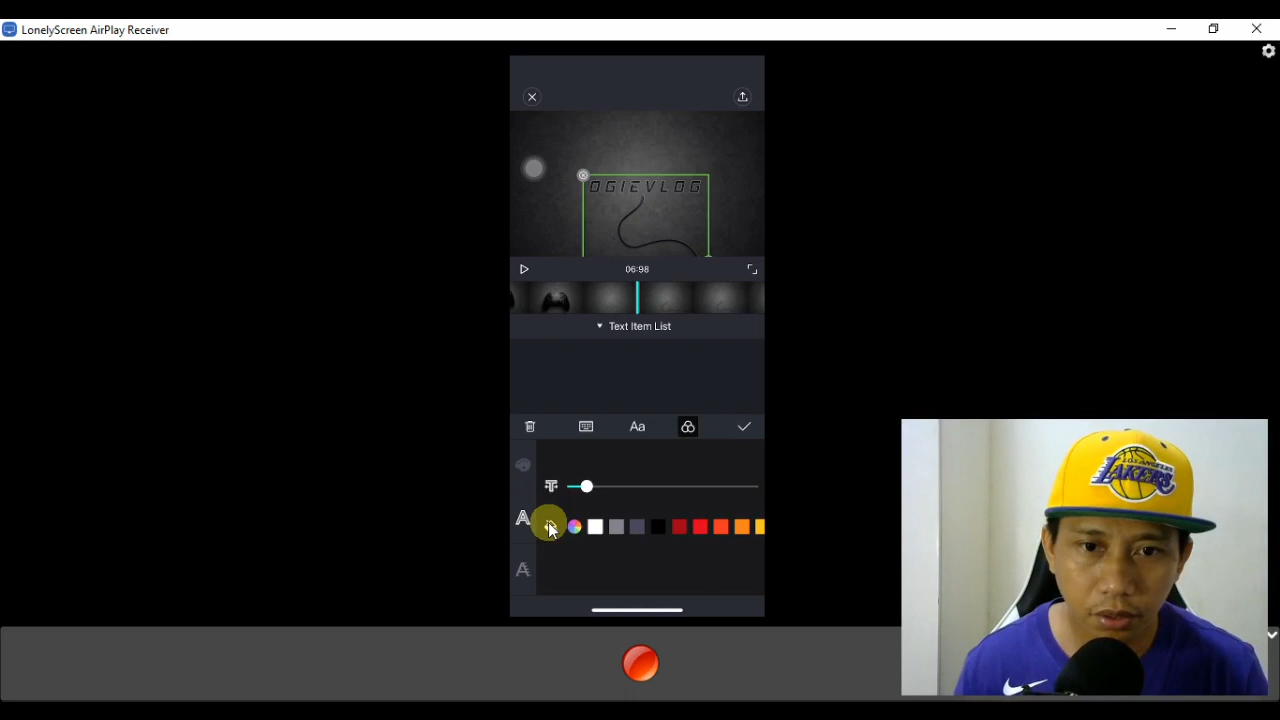 LonelyScreen AirPlay Receiver
OGIEVLOG
06:98
Text Item List
Aa
A
A
LOS ANGELES
LAKERS